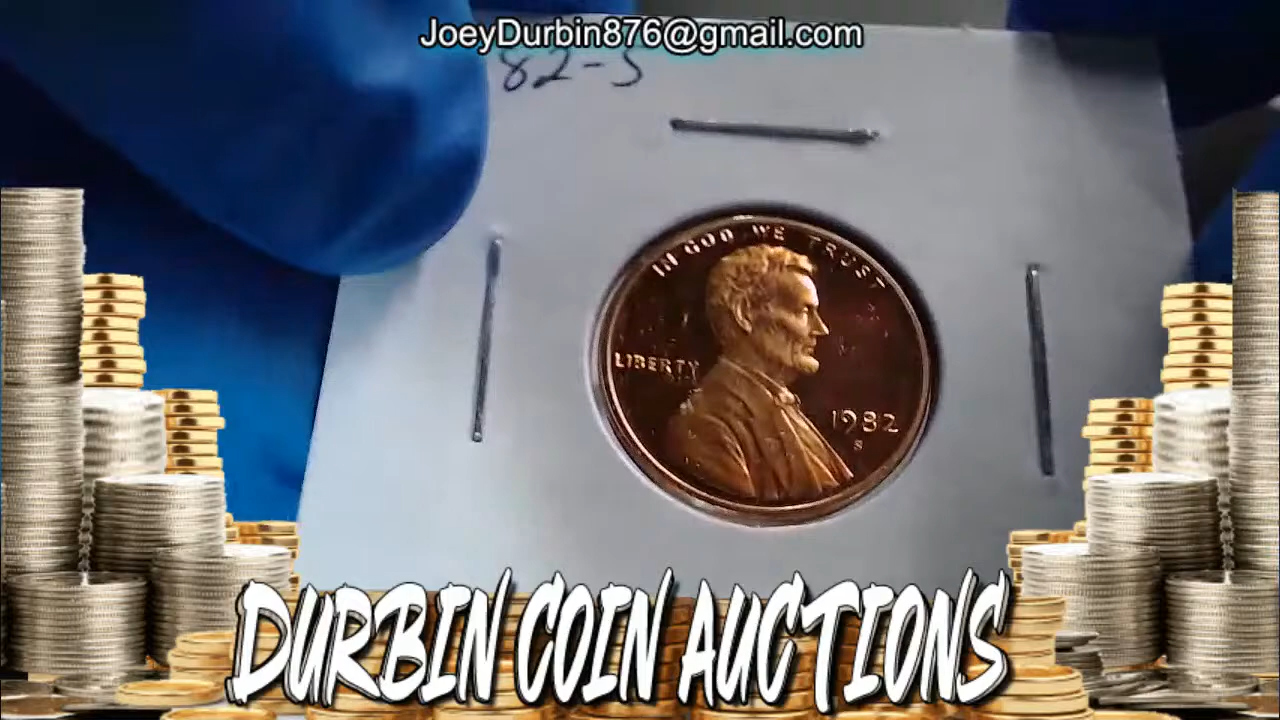 JoeyDurbin876@gmail.com
82-S
IN GOD WE TRUST
LIBERTY
1982
S
DURBIN COIN AUCTIONS